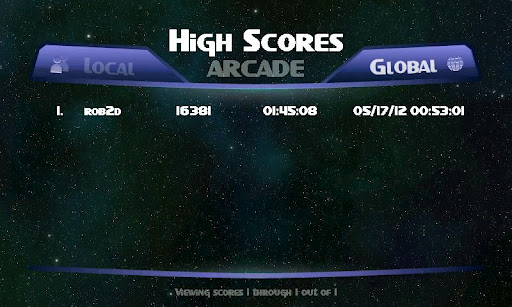 High Scores
Local ARCADE Global
1. rob2d 16381 01:45:08 05/17/12 00:53:01
Viewing scores 1 through 1 out of 1